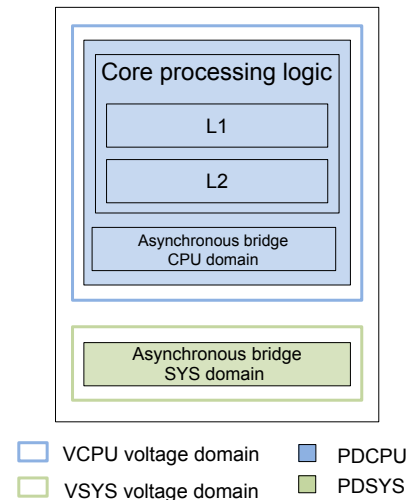 Core processing logic
L1
L2
Asynchronous bridge
CPU domain
Asynchronous bridge
SYS domain
VCPU voltage domain
PDCPU
VSYS voltage domain
PDSYS